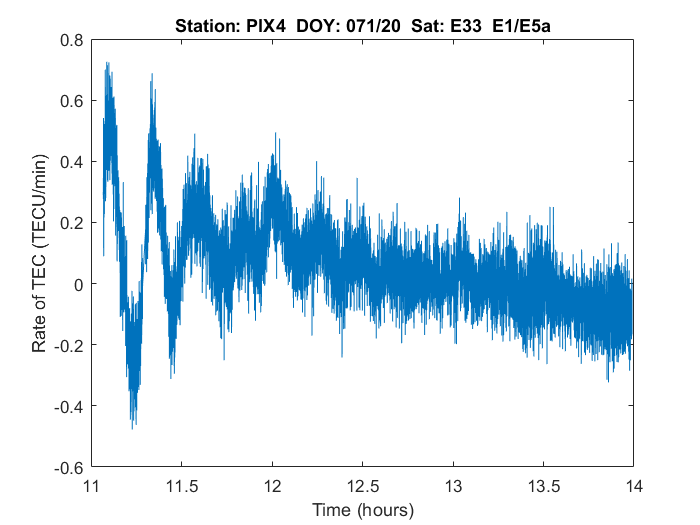 Station: PIX4 DOY: 071/20 Sat: E33 E1/E5a
0.8
0.6
0.4
0.2
0
-0.2
-0.4
-0.6
Rate of TEC (TECU/min)
11 11.5 12 12.5 13 13.5 14
Time (hours)